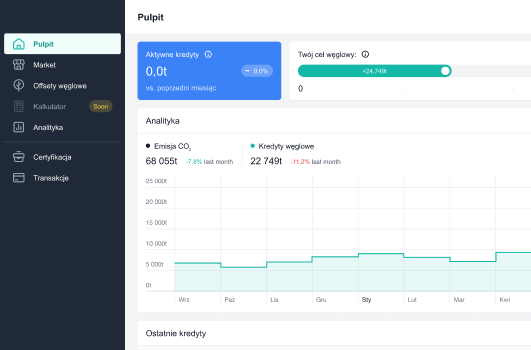 Pulpit
Market
Offsety węglowe
Kalkulator Soon
Analityka
Certyfikacja
Transakcje
Pulpit
Aktywne kredyty
0,0t
0.0%
vs. poprzedni miesiąc
Twój cel węglowy:
≈24,749t
0
Analityka
Emisja CO₂
68 055t -7.8% last month
Kredyty węglowe
22 749t -11.2% last month
25 000t
20 000t
15 000t
10 000t
5 000t
0t
Wrz Paź Lis Gru Sty Lut Mar Kwi
Ostatnie kredyty